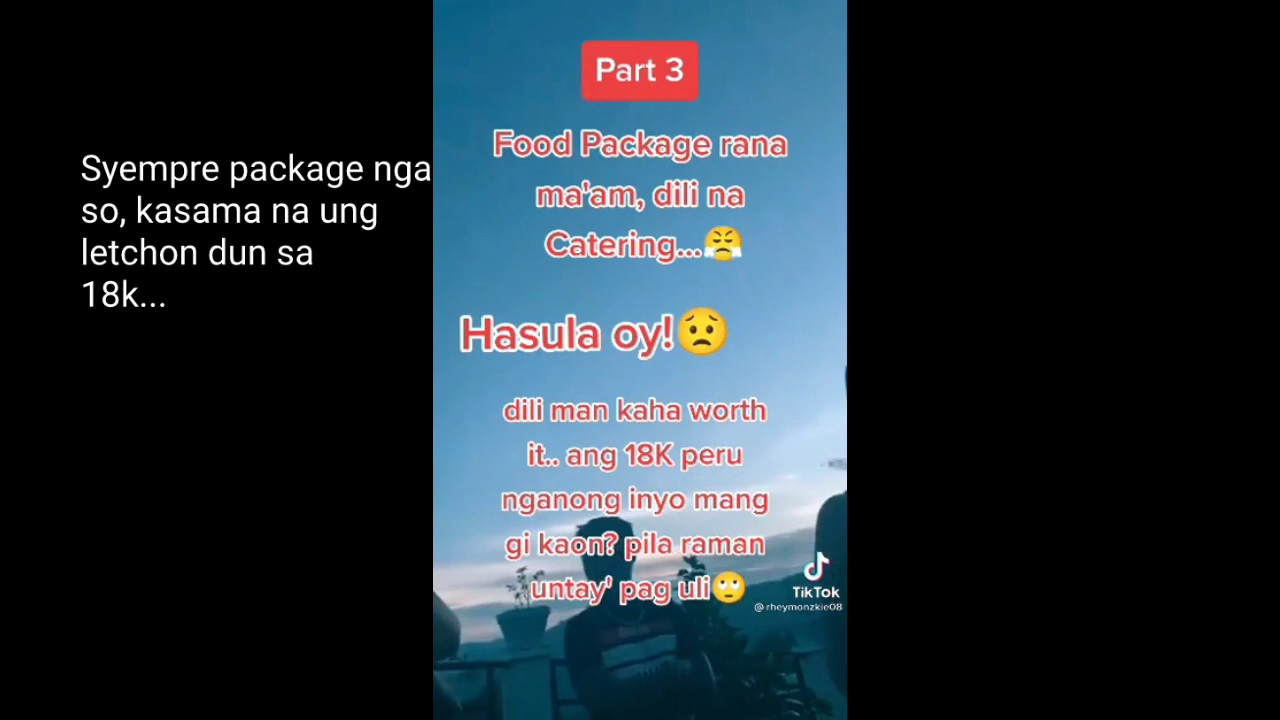 Syempre package nga
so, kasama na ung
letchon dun sa
18k...
Part 3
Food Package rana
ma'am, dili na
Catering...😤
Hasula oy!😟
dili man kaha worth
it.. ang 18K peru
nganong inyo mang
gi kaon? pila raman
untay' pag uli🙄
TikTok
@rheymonzkie08